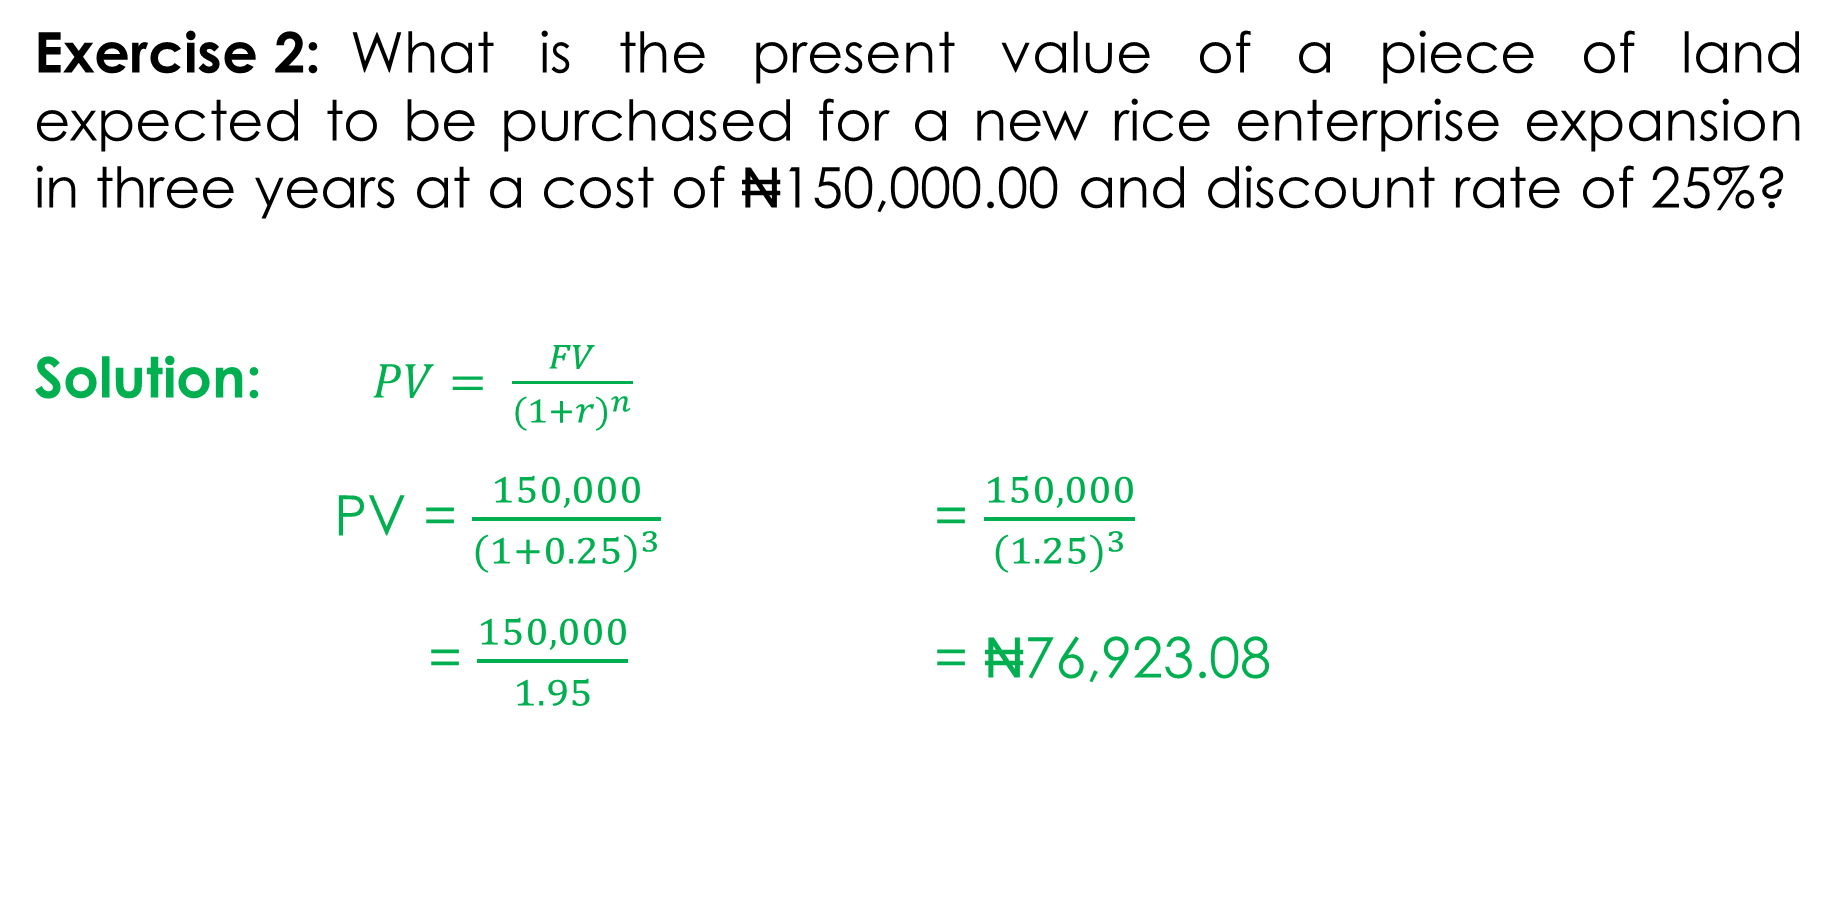 Exercise 2: What is the present value of a piece of land
expected to be purchased for a new rice enterprise expansion
in three years at a cost of ₦150,000.00 and discount rate of 25%?
Solution: PV = FV/(1+r)^n
PV = 150,000/(1+0.25)^3 = 150,000/(1.25)^3
= 150,000/1.95 = ₦76,923.08